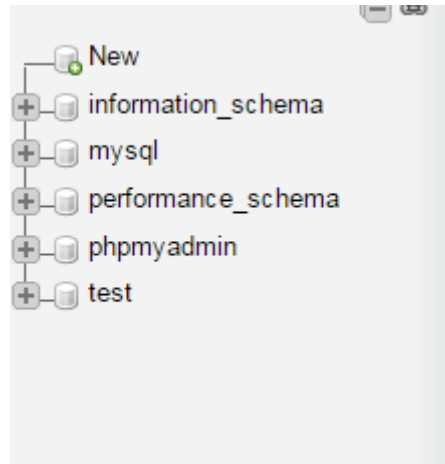 New
information_schema
mysql
performance_schema
phpmyadmin
test